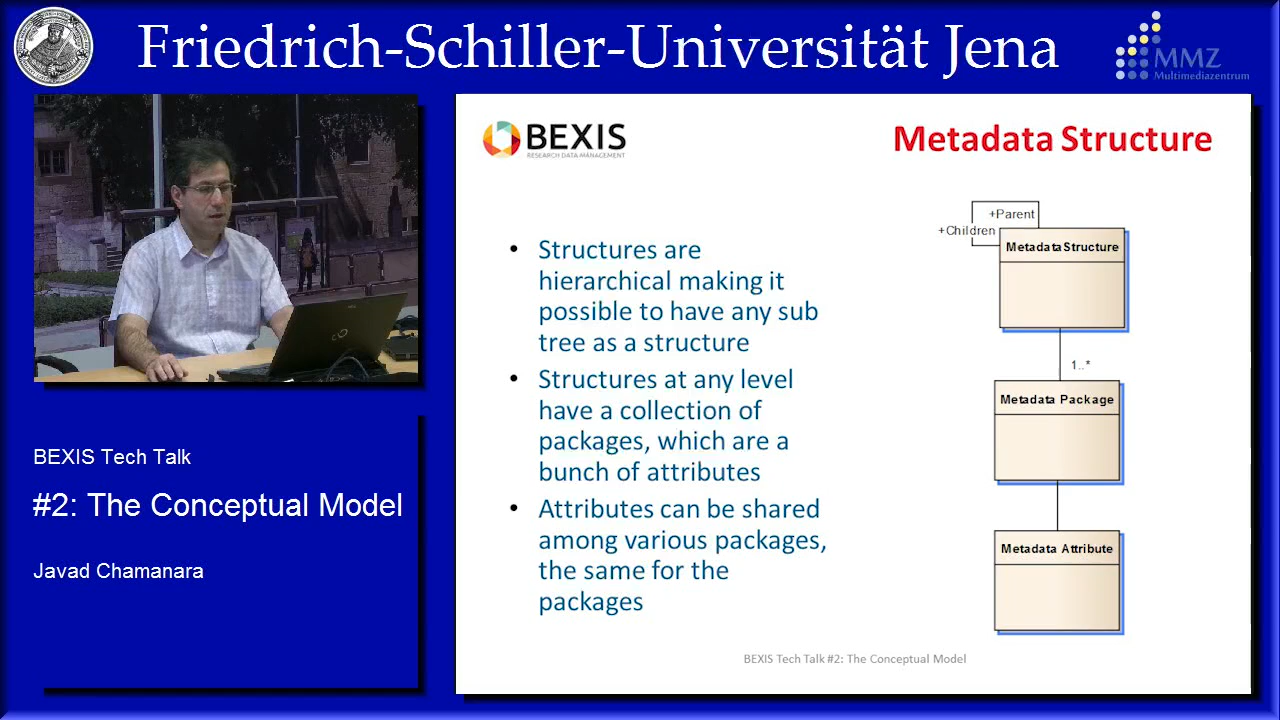 Friedrich-Schiller-Universität Jena
MMZ
Multimediazentrum
BEXIS
RESEARCH DATA MANAGEMENT
Metadata Structure
• Structures are
hierarchical making it
possible to have any sub
tree as a structure
• Structures at any level
have a collection of
packages, which are a
bunch of attributes
• Attributes can be shared
among various packages,
the same for the
packages
+Parent
+Children
MetadataStructure
1..*
Metadata Package
Metadata Attribute
BEXIS Tech Talk #2: The Conceptual Model
BEXIS Tech Talk
#2: The Conceptual Model
Javad Chamanara